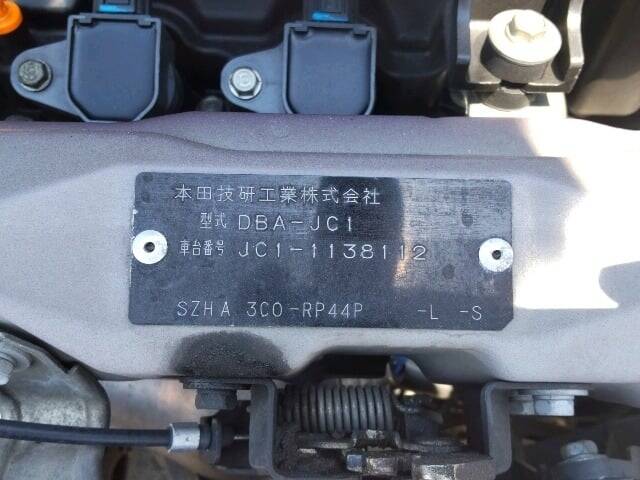 本田技研工業株式会社
型式 DBA-JC1
車台番号 JC1-1138112
SZHA 3C0-RP44P -L -S